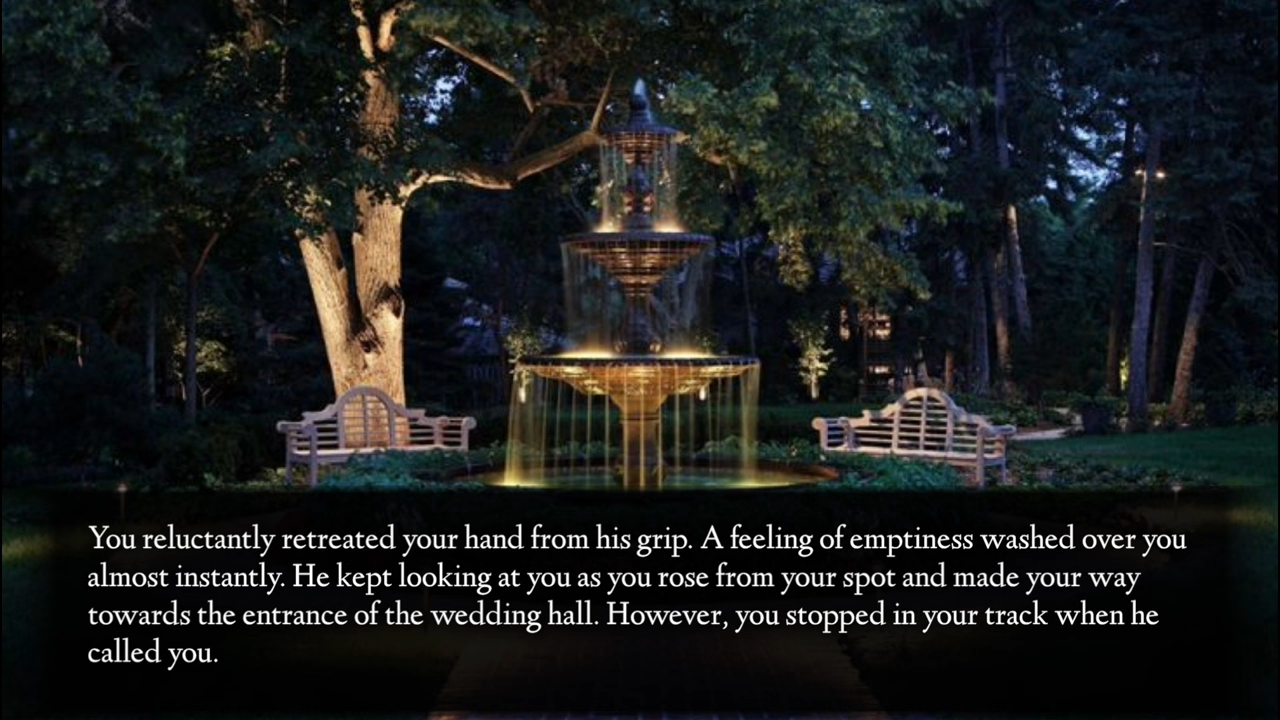 You reluctantly retreated your hand from his grip. A feeling of emptiness washed over you
almost instantly. He kept looking at you as you rose from your spot and made your way
towards the entrance of the wedding hall. However, you stopped in your track when he
called you.